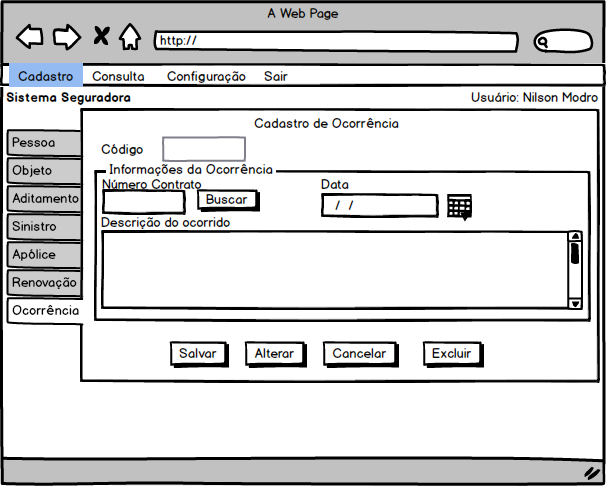 A Web Page
http://
Cadastro Consulta Configuração Sair
Sistema Seguradora Usuário: Nilson Modro
Cadastro de Ocorrência
Pessoa
Objeto
Aditamento
Sinistro
Apólice
Renovação
Ocorrência
Código
Informações da Ocorrência
Número Contrato Data
Buscar / /
Descrição do ocorrido
Salvar Alterar Cancelar Excluir